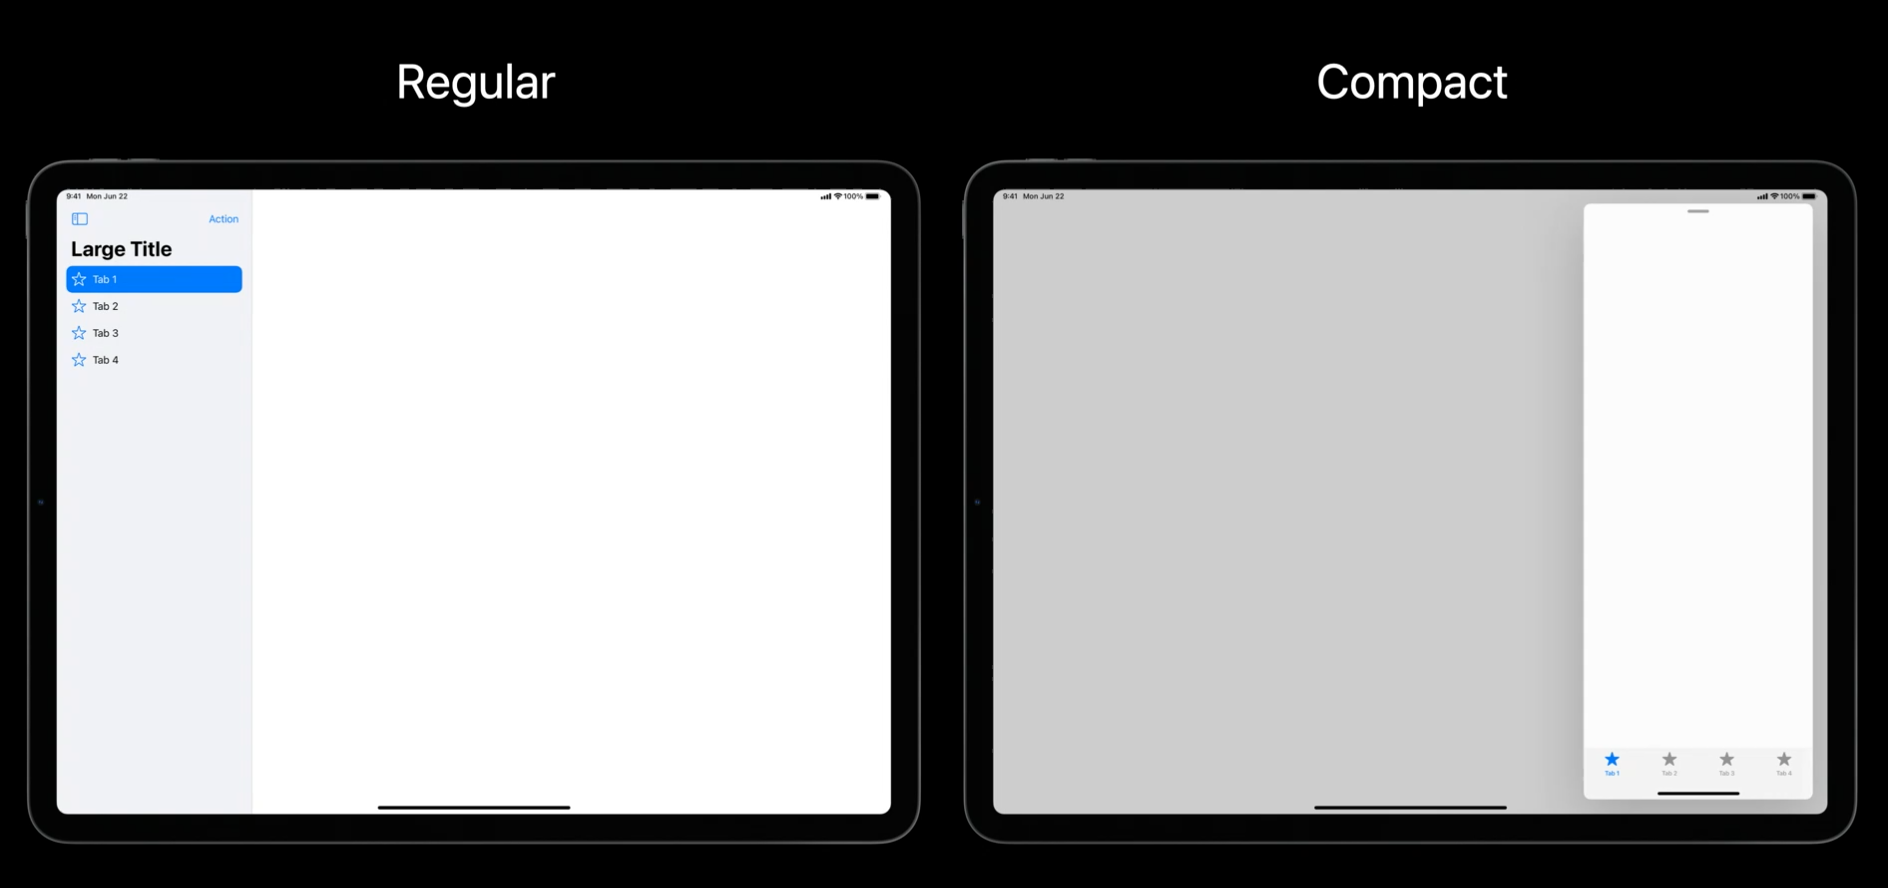 Regular
Compact
9:41 Mon Jun 22
100%
Action
Large Title
Tab 1
Tab 2
Tab 3
Tab 4
9:41 Mon Jun 22
100%
Tab 1
Tab 2
Tab 3
Tab 4